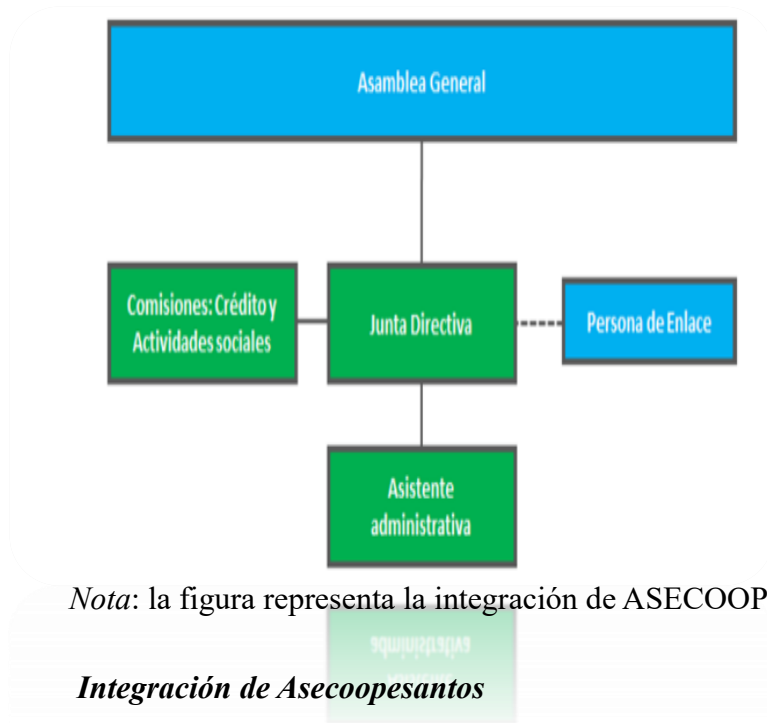 Asamblea General
Comisiones: Crédito y
Actividades sociales
Junta Directiva
Persona de Enlace
Asistente
administrativa
Nota: la figura representa la integración de ASECOOP
Integración de Asecoopesantos